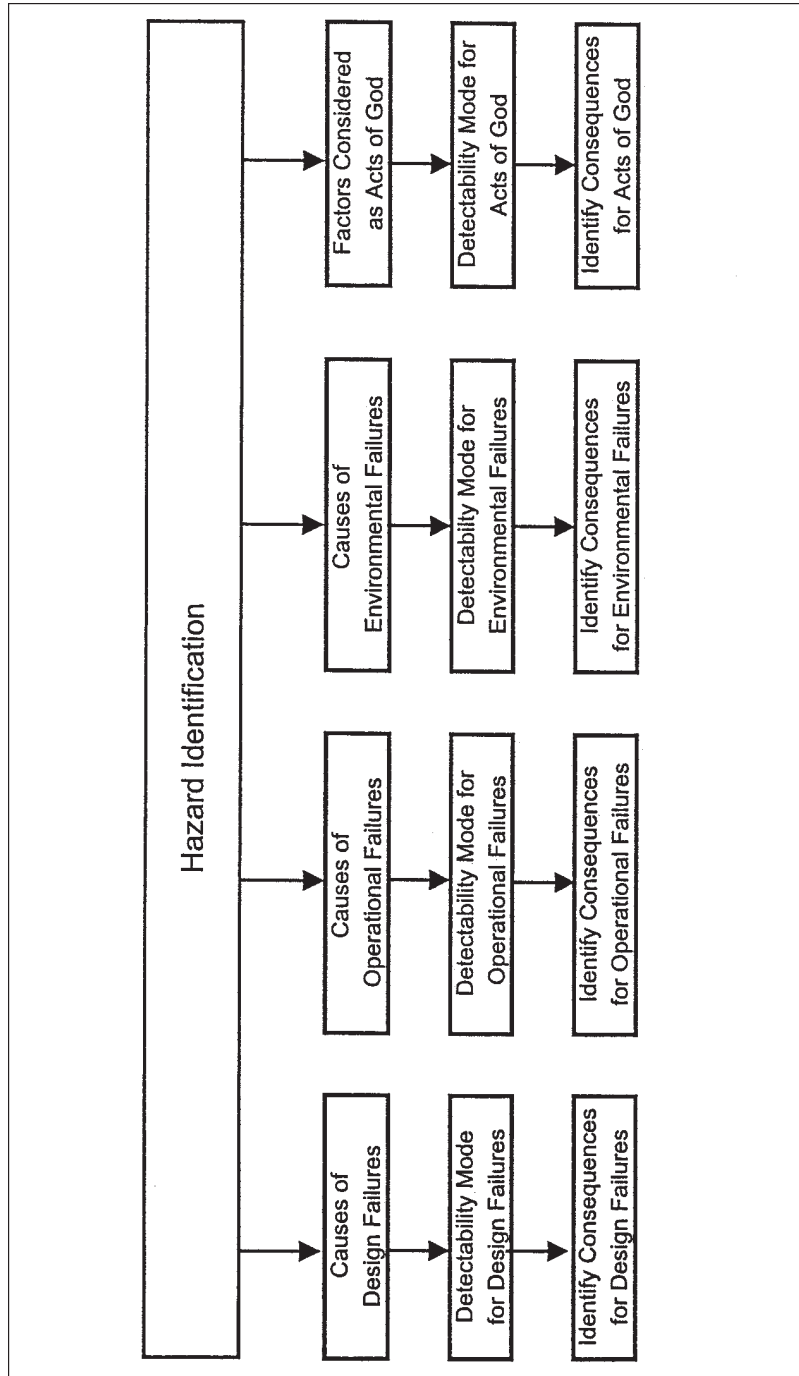 Hazard Identification
Causes of
Design Failures
Detectability Mode
for Design Failures
Identify Consequences
for Design Failures
Causes of
Operational Failures
Detectability Mode for
Operational Failures
Identify Consequences
for Operational Failures
Causes of
Environmental Failures
Detectabilty Mode for
Environmental Failures
Identify Consequences
for Environmental Failures
Factors Considered
as Acts of God
Detectability Mode for
Acts of God
Identify Consequences
for Acts of God